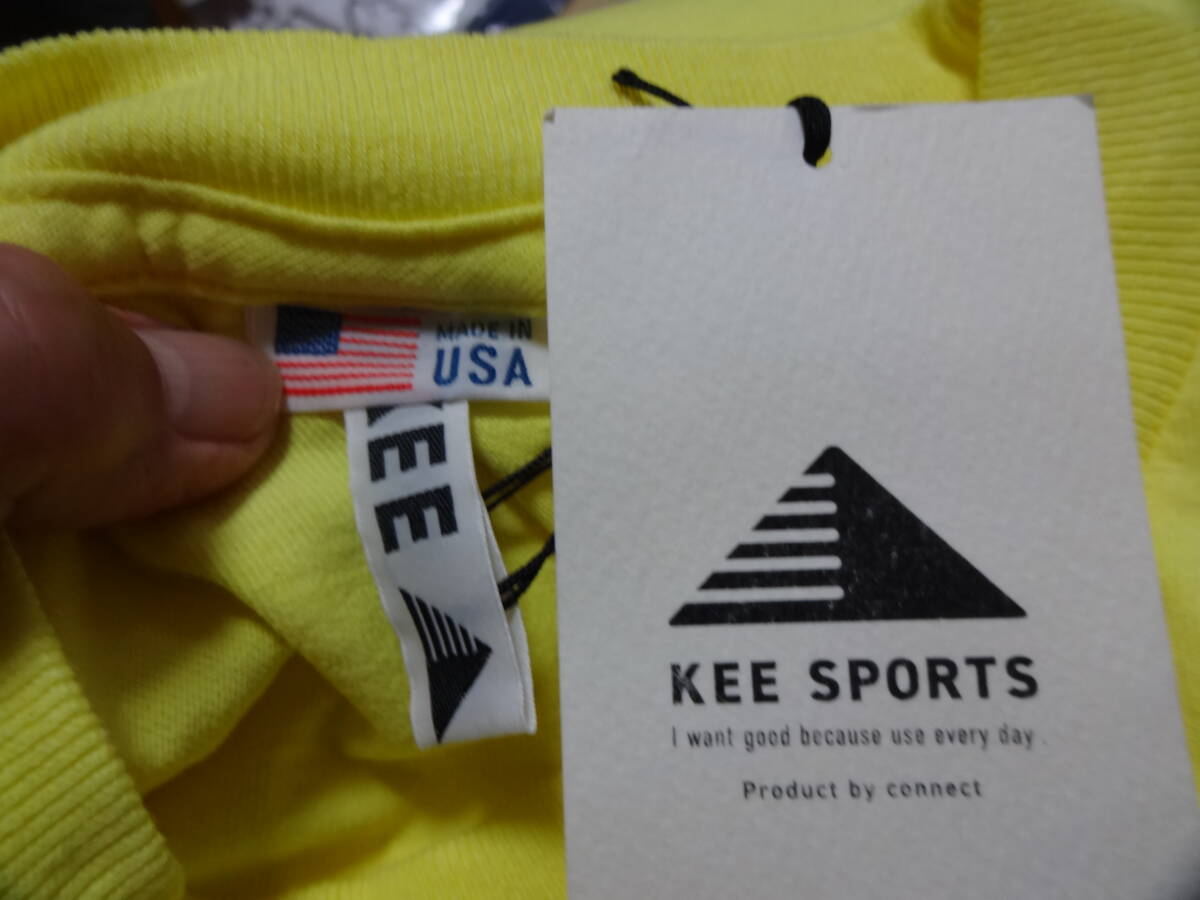 MADE IN
USA
KEE
KEE SPORTS
I want good because use every day.
Product by connect